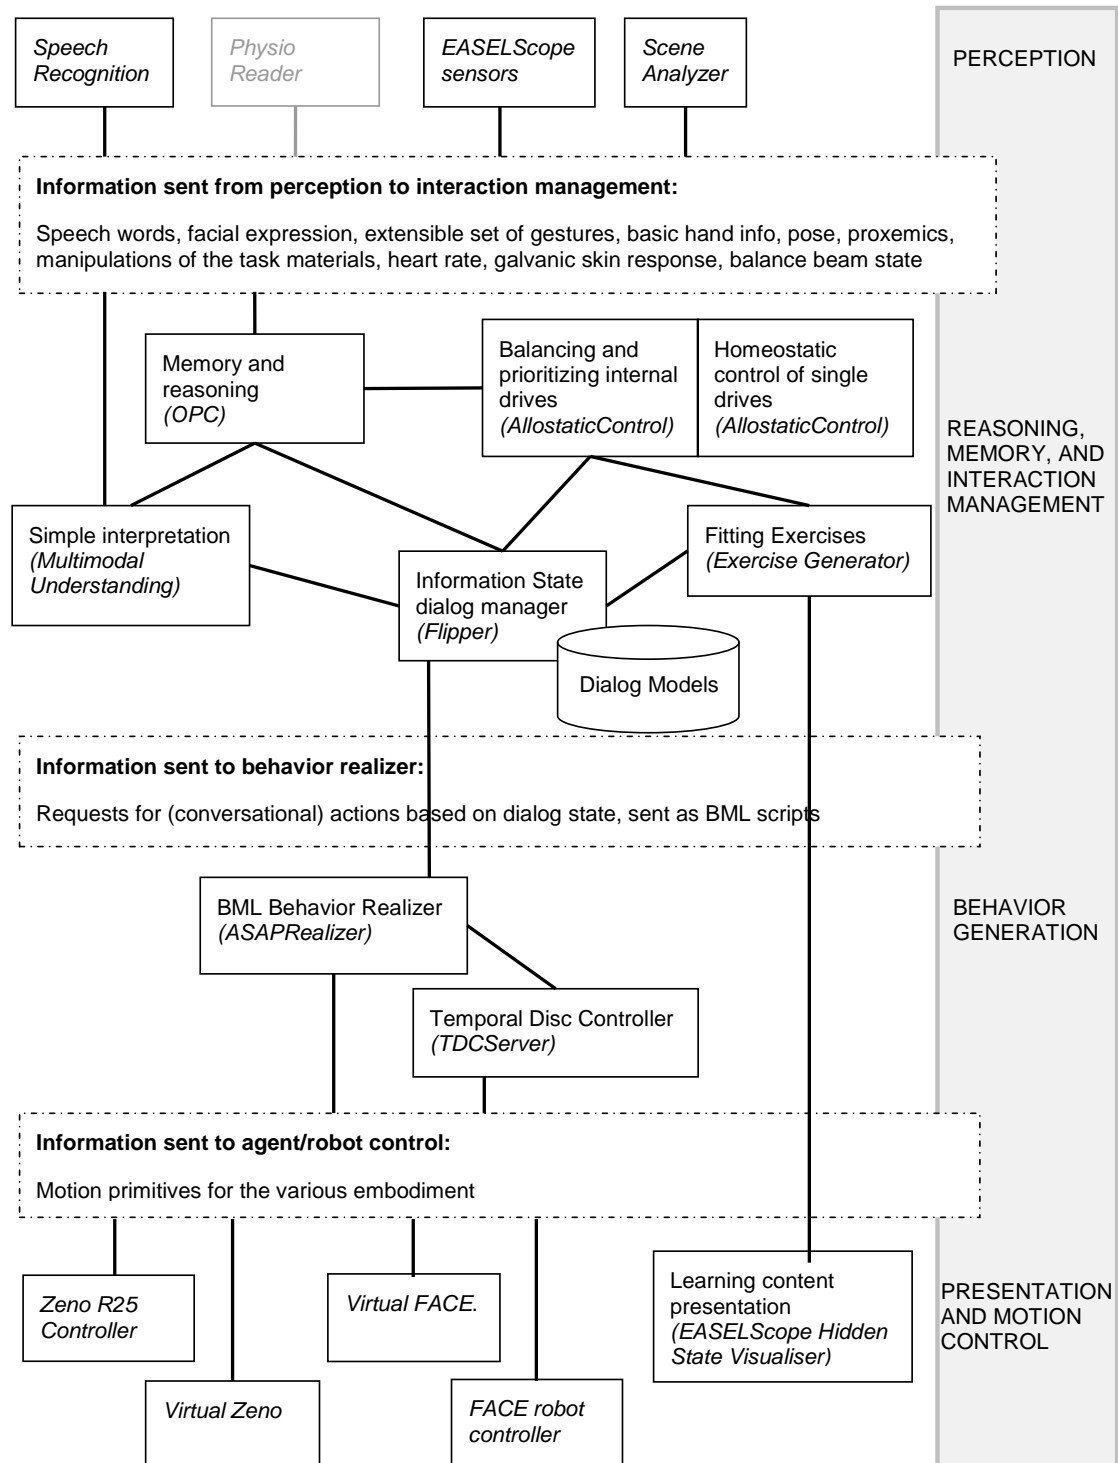 Speech
Recognition
Physio
Reader
EASELScope
sensors
Scene
Analyzer
PERCEPTION
Information sent from perception to interaction management:
Speech words, facial expression, extensible set of gestures, basic hand info, pose, proxemics,
manipulations of the task materials, heart rate, galvanic skin response, balance beam state
Memory and
reasoning
(OPC)
Balancing and
prioritizing internal
drives
(AllostaticControl)
Homeostatic
control of single
drives
(AllostaticControl)
REASONING,
MEMORY, AND
INTERACTION
MANAGEMENT
Simple interpretation
(Multimodal
Understanding)
Information State
dialog manager
(Flipper)
Fitting Exercises
(Exercise Generator)
Dialog Models
Information sent to behavior realizer:
Requests for (conversational) actions based on dialog state, sent as BML scripts
BML Behavior Realizer
(ASAPRealizer)
BEHAVIOR
GENERATION
Temporal Disc Controller
(TDCServer)
Information sent to agent/robot control:
Motion primitives for the various embodiment
Zeno R25
Controller
Virtual FACE.
Learning content
presentation
(EASELScope Hidden
State Visualiser)
PRESENTATION
AND MOTION
CONTROL
Virtual Zeno
FACE robot
controller